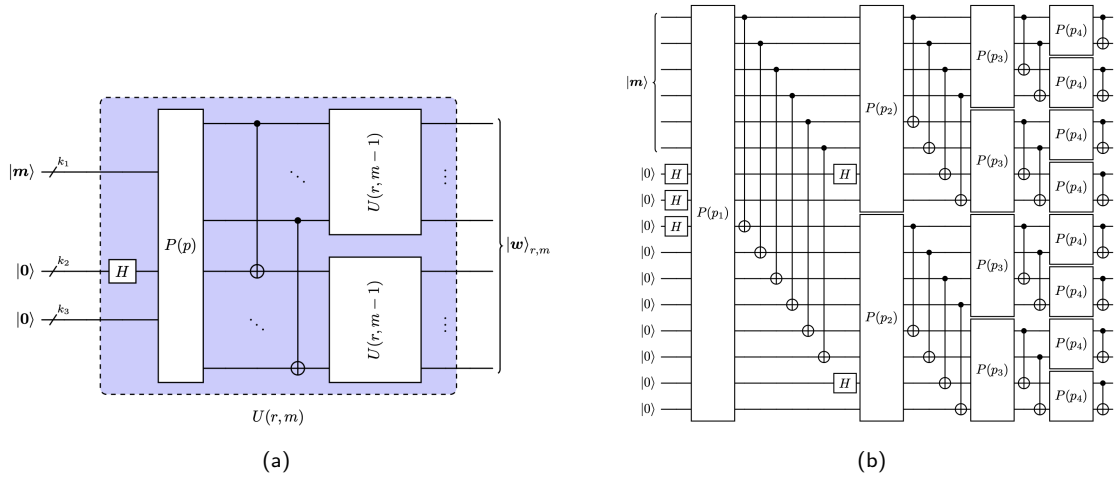 |m⟩ k₁
|0⟩ k₂ H
|0⟩ k₃
P(p)
U(r, m − 1)
U(r, m − 1)
|w⟩r,m
U(r, m)
(a)
|m⟩
|0⟩ H H
|0⟩ H
|0⟩ H
|0⟩
|0⟩
|0⟩
|0⟩
|0⟩
|0⟩ H
|0⟩
P(p₁)
P(p₂)
P(p₂)
P(p₃)
P(p₃)
P(p₃)
P(p₃)
P(p₄)
P(p₄)
P(p₄)
P(p₄)
P(p₄)
P(p₄)
P(p₄)
P(p₄)
(b)